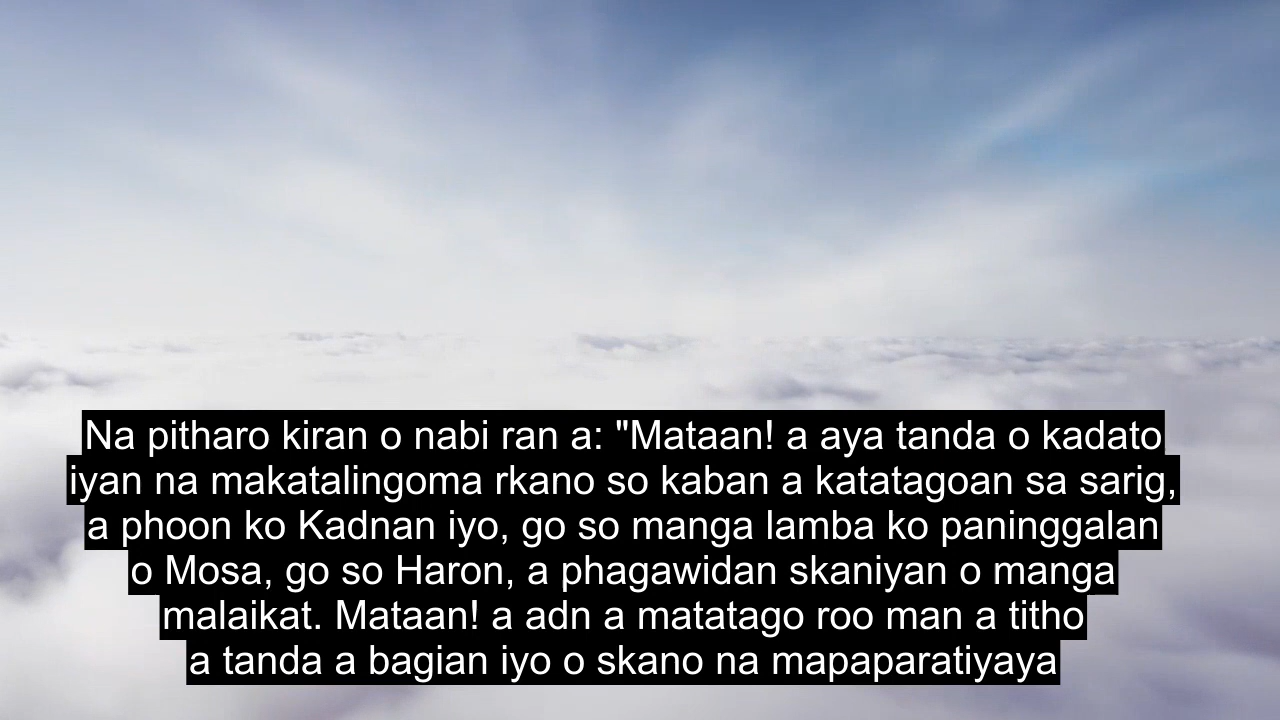 Na pitharo kiran o nabi ran a: "Mataan! a aya tanda o kadato
iyan na makatalingoma rkano so kaban a katatagoan sa sarig,
a phoon ko Kadnan iyo, go so manga lamba ko paninggalan
o Mosa, go so Haron, a phagawidan skaniyan o manga
malaikat. Mataan! a adn a matatago roo man a titho
a tanda a bagian iyo o skano na mapaparatiyaya